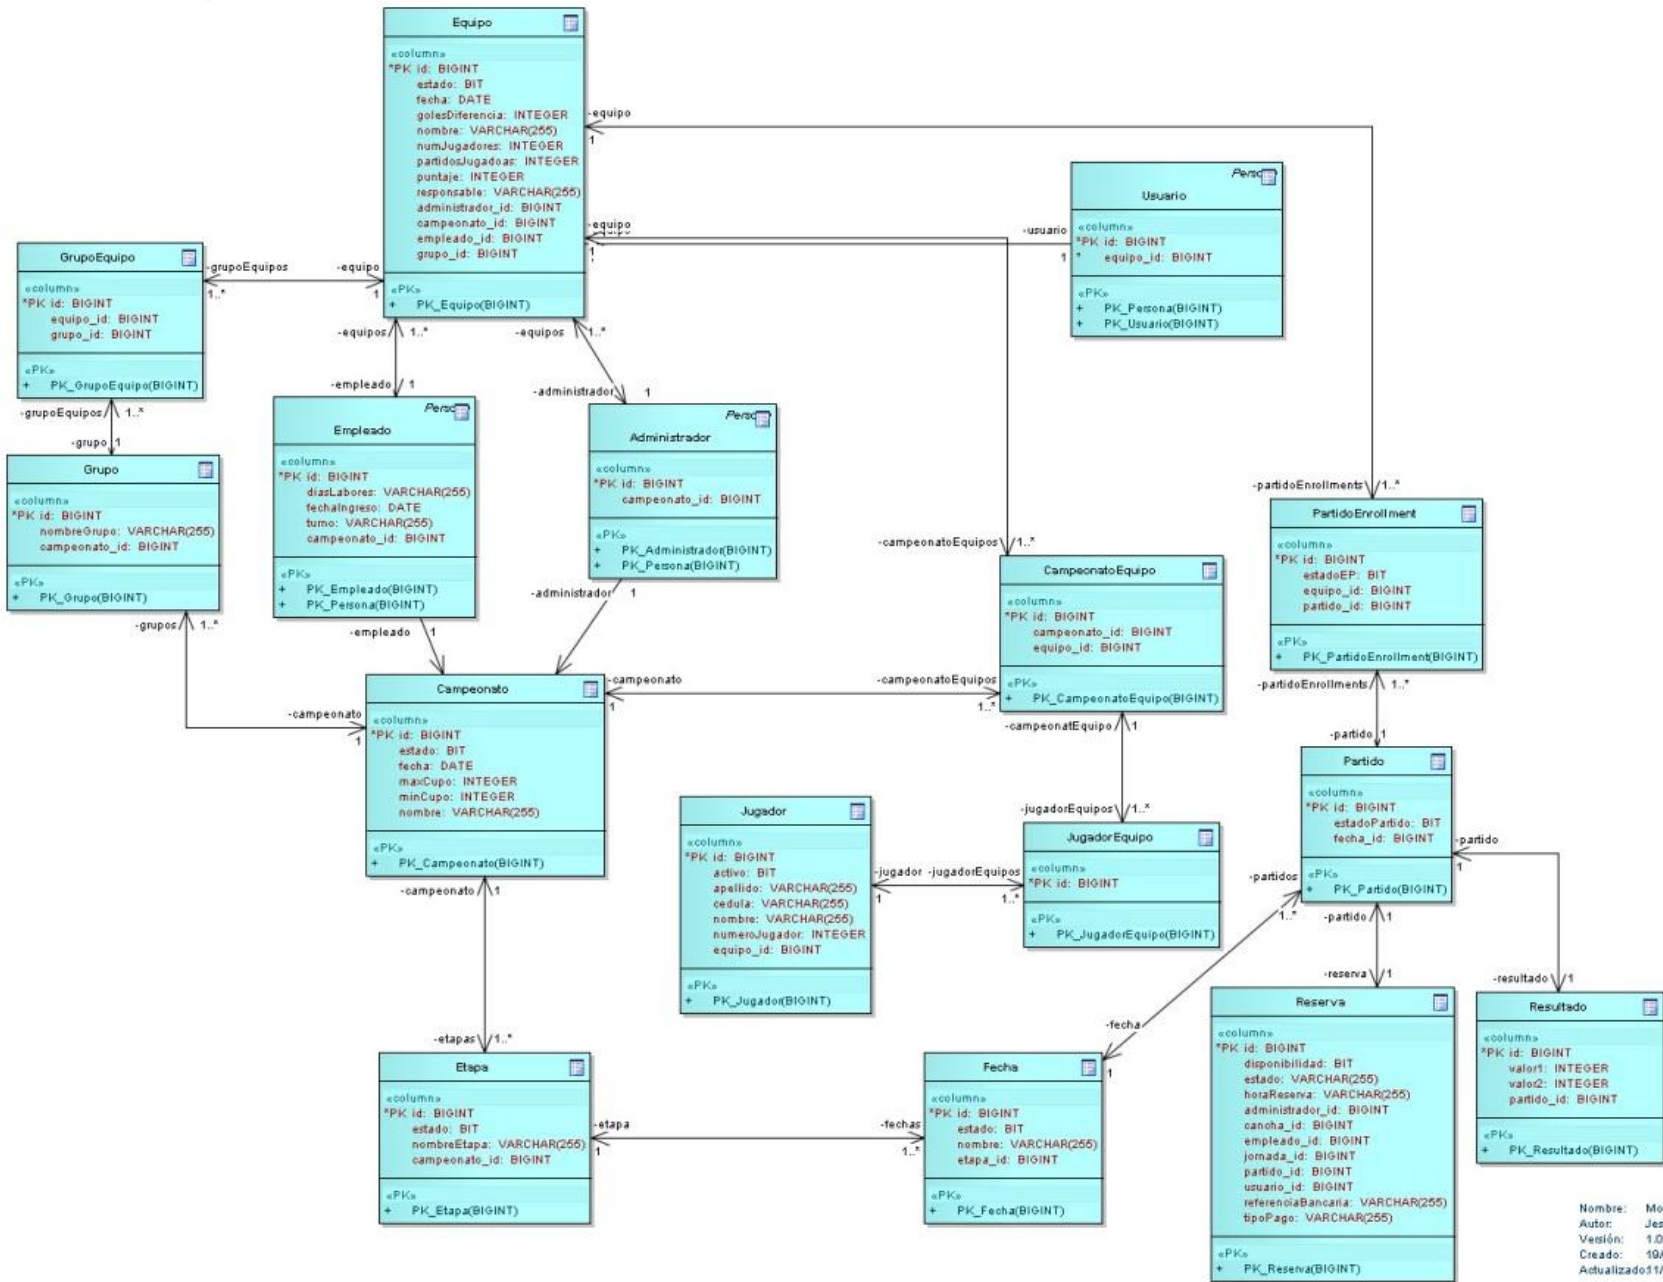 Equipo
«column»
*PK id: BIGINT
estado: BIT
fecha: DATE
golesDiferencia: INTEGER
nombre: VARCHAR(255)
numJugadores: INTEGER
partidosJugadoas: INTEGER
puntaje: INTEGER
responsable: VARCHAR(255)
administrador_id: BIGINT
campeonato_id: BIGINT
empleado_id: BIGINT
grupo_id: BIGINT
«PK»
+ PK_Equipo(BIGINT)
-equipo
1
-equipo
1
-usuario
1
Usuario
«column»
*PK id: BIGINT
* equipo_id: BIGINT
«PK»
+ PK_Persona(BIGINT)
+ PK_Usuario(BIGINT)
GrupoEquipo
«column»
*PK id: BIGINT
equipo_id: BIGINT
grupo_id: BIGINT
«PK»
+ PK_GrupoEquipo(BIGINT)
-grupoEquipos
1..*
-equipo
1
-grupoEquipos
1..*
-grupo
1
Grupo
«column»
*PK id: BIGINT
nombreGrupo: VARCHAR(255)
campeonato_id: BIGINT
«PK»
+ PK_Grupo(BIGINT)
-grupos
1..*
-campeonato
1
-equipos
1..*
-empleado
1
-equipos
1..*
-administrador
1
Empleado
«column»
*PK id: BIGINT
diasLabores: VARCHAR(255)
fechaIngreso: DATE
turno: VARCHAR(255)
campeonato_id: BIGINT
«PK»
+ PK_Empleado(BIGINT)
+ PK_Persona(BIGINT)
-empleado
1
Administrador
«column»
*PK id: BIGINT
campeonato_id: BIGINT
«PK»
+ PK_Administrador(BIGINT)
+ PK_Persona(BIGINT)
-administrador
1
-campeonatoEquipos
1..*
CampeonatoEquipo
«column»
*PK id: BIGINT
campeonato_id: BIGINT
equipo_id: BIGINT
«PK»
+ PK_CampeonatoEquipo(BIGINT)
-campeonatoEquipos
1..*
-campeonato
1
-campeonatEquipo
1
-partidoEnrollments
1..*
PartidoEnrollment
«column»
*PK id: BIGINT
estadoEP: BIT
equipo_id: BIGINT
partido_id: BIGINT
«PK»
+ PK_PartidoEnrollment(BIGINT)
-partidoEnrollments
1..*
-partido
1
Campeonato
«column»
*PK id: BIGINT
estado: BIT
fecha: DATE
maxCupo: INTEGER
minCupo: INTEGER
nombre: VARCHAR(255)
«PK»
+ PK_Campeonato(BIGINT)
-campeonato
1
-etapas
1..*
Jugador
«column»
*PK id: BIGINT
activo: BIT
apellido: VARCHAR(255)
cedula: VARCHAR(255)
nombre: VARCHAR(255)
numeroJugador: INTEGER
equipo_id: BIGINT
«PK»
+ PK_Jugador(BIGINT)
-jugador
1
-jugadorEquipos
1..*
-jugadorEquipos
1..*
JugadorEquipo
«column»
*PK id: BIGINT
«PK»
+ PK_JugadorEquipo(BIGINT)
Partido
«column»
*PK id: BIGINT
estadoPartido: BIT
fecha_id: BIGINT
«PK»
+ PK_Partido(BIGINT)
-partido
1
-partidos
1..*
-partido
1
-reserva
1
-resultado
1
-fecha
1
Etapa
«column»
*PK id: BIGINT
estado: BIT
nombreEtapa: VARCHAR(255)
campeonato_id: BIGINT
«PK»
+ PK_Etapa(BIGINT)
-etapa
1
-fechas
1..*
Fecha
«column»
*PK id: BIGINT
estado: BIT
nombre: VARCHAR(255)
etapa_id: BIGINT
«PK»
+ PK_Fecha(BIGINT)
Reserva
«column»
*PK id: BIGINT
disponibilidad: BIT
estado: VARCHAR(255)
horaReserva: VARCHAR(255)
administrador_id: BIGINT
cancha_id: BIGINT
empleado_id: BIGINT
jornada_id: BIGINT
partido_id: BIGINT
usuario_id: BIGINT
referenciaBancaria: VARCHAR(255)
tipoPago: VARCHAR(255)
«PK»
+ PK_Reserva(BIGINT)
Resultado
«column»
*PK id: BIGINT
valor1: INTEGER
valor2: INTEGER
partido_id: BIGINT
«PK»
+ PK_Resultado(BIGINT)
Nombre: Mo
Autor: Jes
Versión: 1.0
Creado: 19/
Actualizado:11/